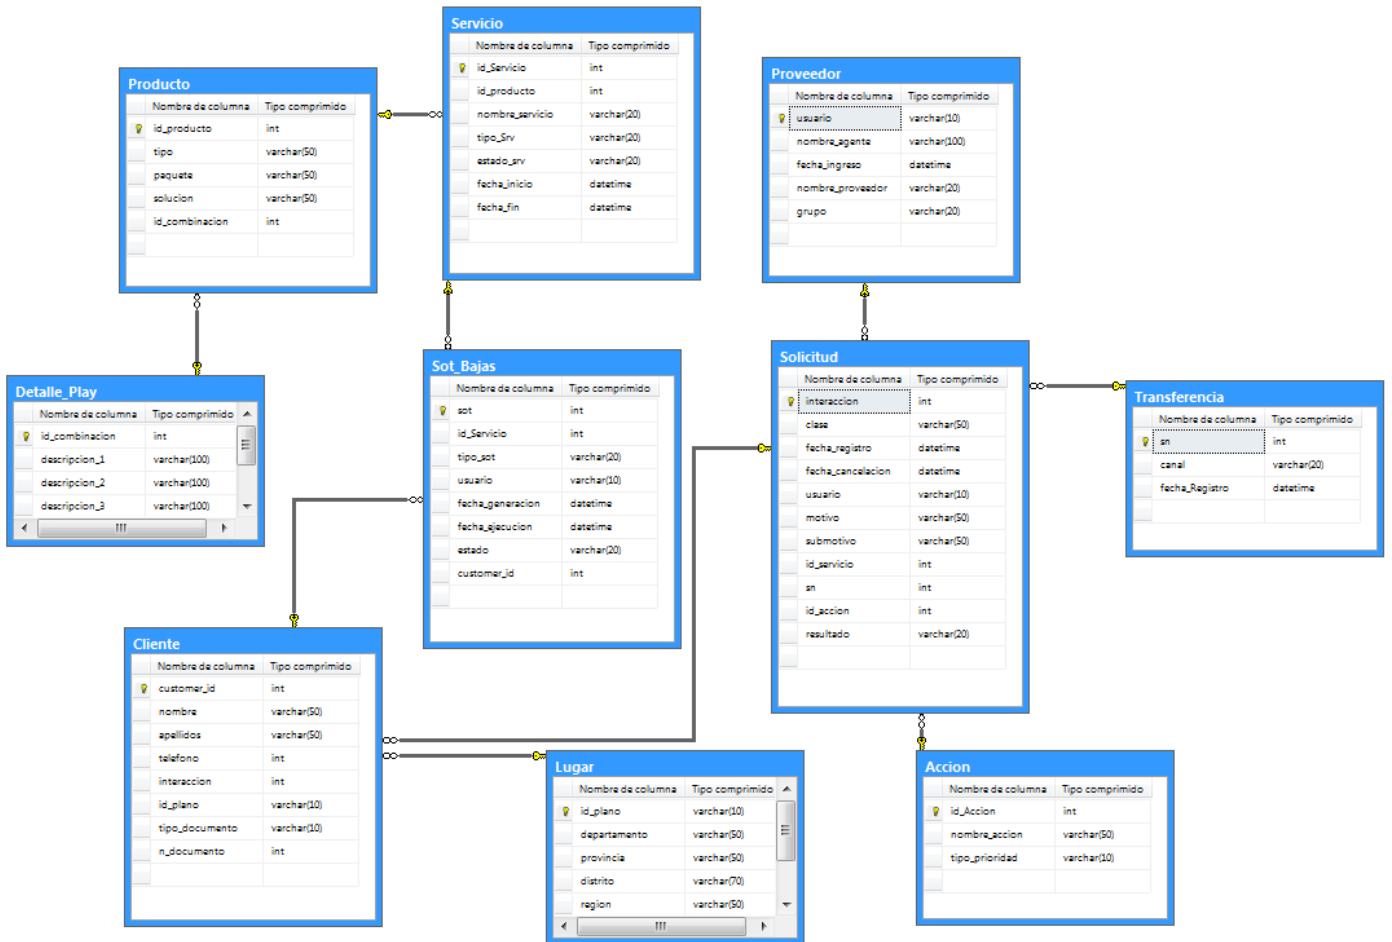 Servicio
Nombre de columna Tipo comprimido
id_Servicio int
id_producto int
nombre_servicio varchar(20)
tipo_Srv varchar(20)
estado_srv varchar(20)
fecha_inicio datetime
fecha_fin datetime
Producto
Nombre de columna Tipo comprimido
id_producto int
tipo varchar(50)
paquete varchar(50)
solucion varchar(50)
id_combinacion int
Proveedor
Nombre de columna Tipo comprimido
usuario varchar(10)
nombre_agente varchar(100)
fecha_ingreso datetime
nombre_proveedor varchar(20)
grupo varchar(20)
Detalle_Play
Nombre de columna Tipo comprimido
id_combinacion int
descripcion_1 varchar(100)
descripcion_2 varchar(100)
descripcion_3 varchar(100)
Sot_Bajas
Nombre de columna Tipo comprimido
sot int
id_Servicio int
tipo_sot varchar(20)
usuario varchar(10)
fecha_generacion datetime
fecha_ejecucion datetime
estado varchar(20)
customer_id int
Solicitud
Nombre de columna Tipo comprimido
interaccion int
clase varchar(50)
fecha_registro datetime
fecha_cancelacion datetime
usuario varchar(10)
motivo varchar(50)
submotivo varchar(50)
id_servicio int
sn int
id_accion int
resultado varchar(20)
Transferencia
Nombre de columna Tipo comprimido
sn int
canal varchar(20)
fecha_Registro datetime
Cliente
Nombre de columna Tipo comprimido
customer_id int
nombre varchar(50)
apellidos varchar(50)
telefono int
interaccion int
id_plano varchar(10)
tipo_documento varchar(10)
n_documento int
Lugar
Nombre de columna Tipo comprimido
id_plano varchar(10)
departamento varchar(50)
provincia varchar(50)
distrito varchar(70)
region varchar(50)
Accion
Nombre de columna Tipo comprimido
id_Accion int
nombre_accion varchar(50)
tipo_prioridad varchar(10)